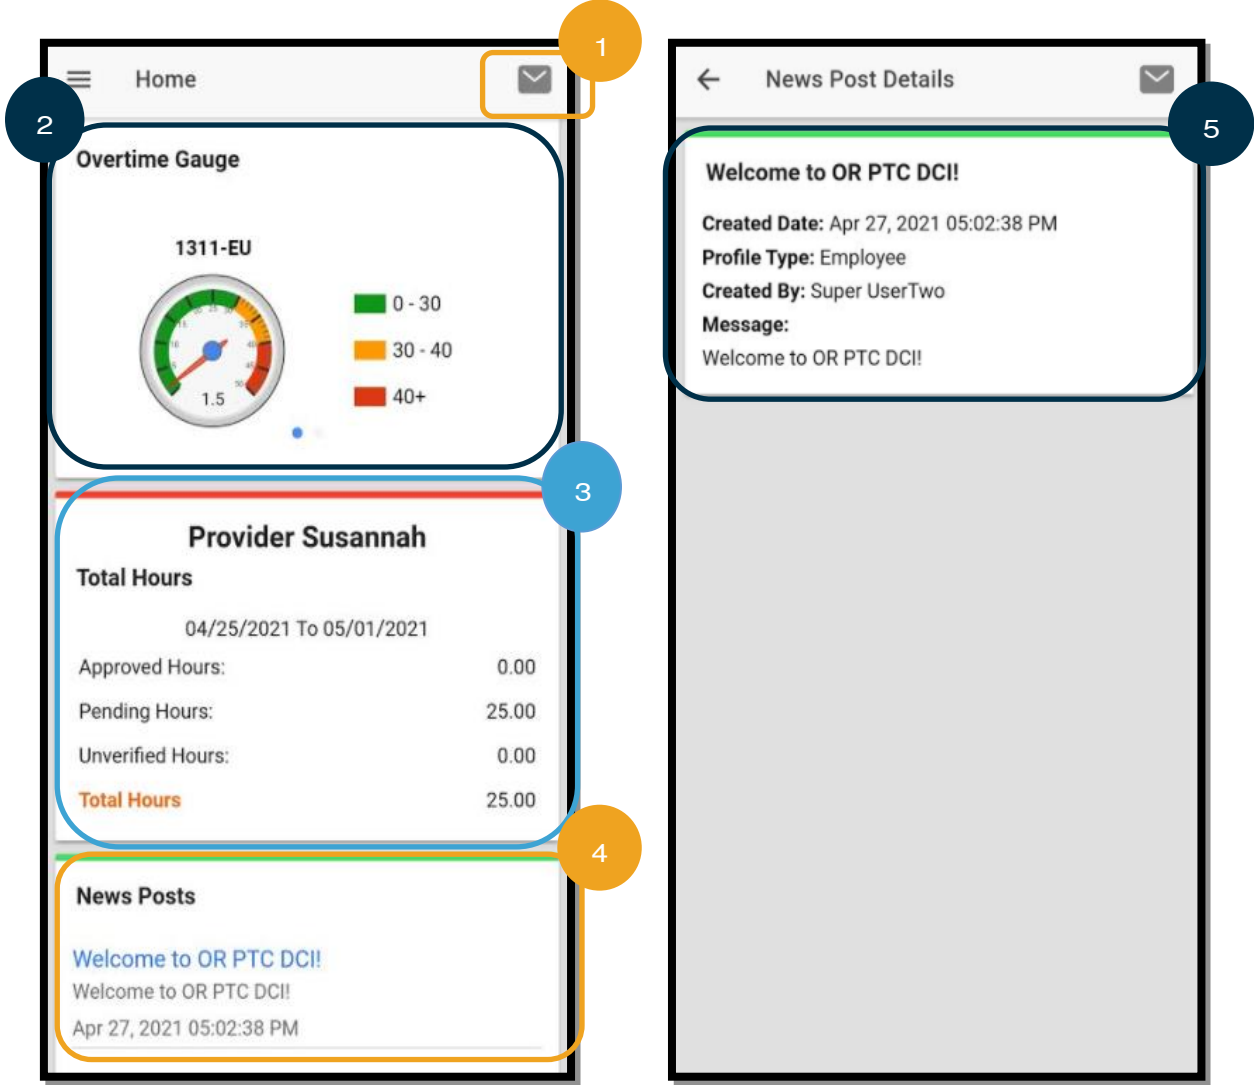 1
Home
2
Overtime Gauge
1311-EU
0 - 30
30 - 40
40+
1.5
3
Provider Susannah
Total Hours
04/25/2021 To 05/01/2021
Approved Hours: 0.00
Pending Hours: 25.00
Unverified Hours: 0.00
Total Hours 25.00
4
News Posts
Welcome to OR PTC DCI!
Welcome to OR PTC DCI!
Apr 27, 2021 05:02:38 PM
News Post Details
5
Welcome to OR PTC DCI!
Created Date: Apr 27, 2021 05:02:38 PM
Profile Type: Employee
Created By: Super UserTwo
Message:
Welcome to OR PTC DCI!